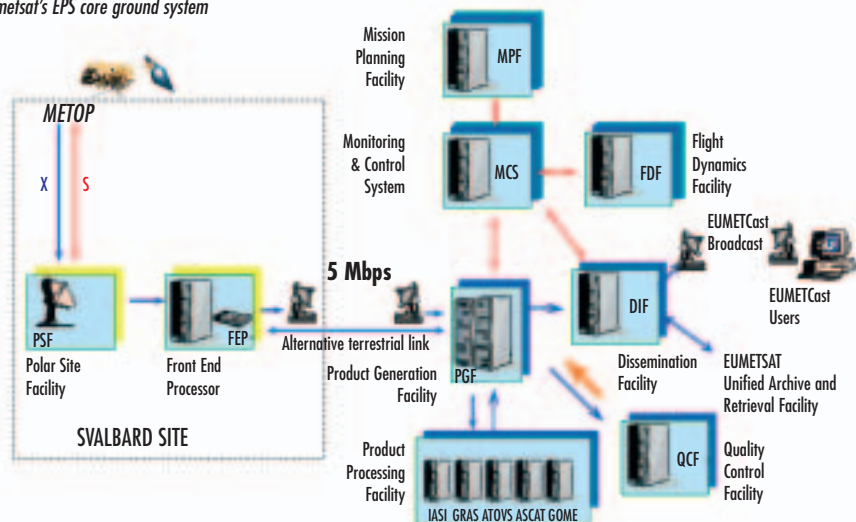 metsat's EPS core ground system
METOP
X
S
PSF
Polar Site
Facility
FEP
Front End
Processor
SVALBARD SITE
5 Mbps
Alternative terrestrial link
Mission
Planning
Facility
MPF
Monitoring
& Control
System
MCS
FDF
Flight
Dynamics
Facility
EUMETCast
Broadcast
EUMETCast
Users
PGF
Product Generation
Facility
DIF
Dissemination
Facility
EUMETSAT
Unified Archive and
Retrieval Facility
QCF
Quality
Control
Facility
Product
Processing
Facility
IASI GRAS ATOVS ASCAT GOME